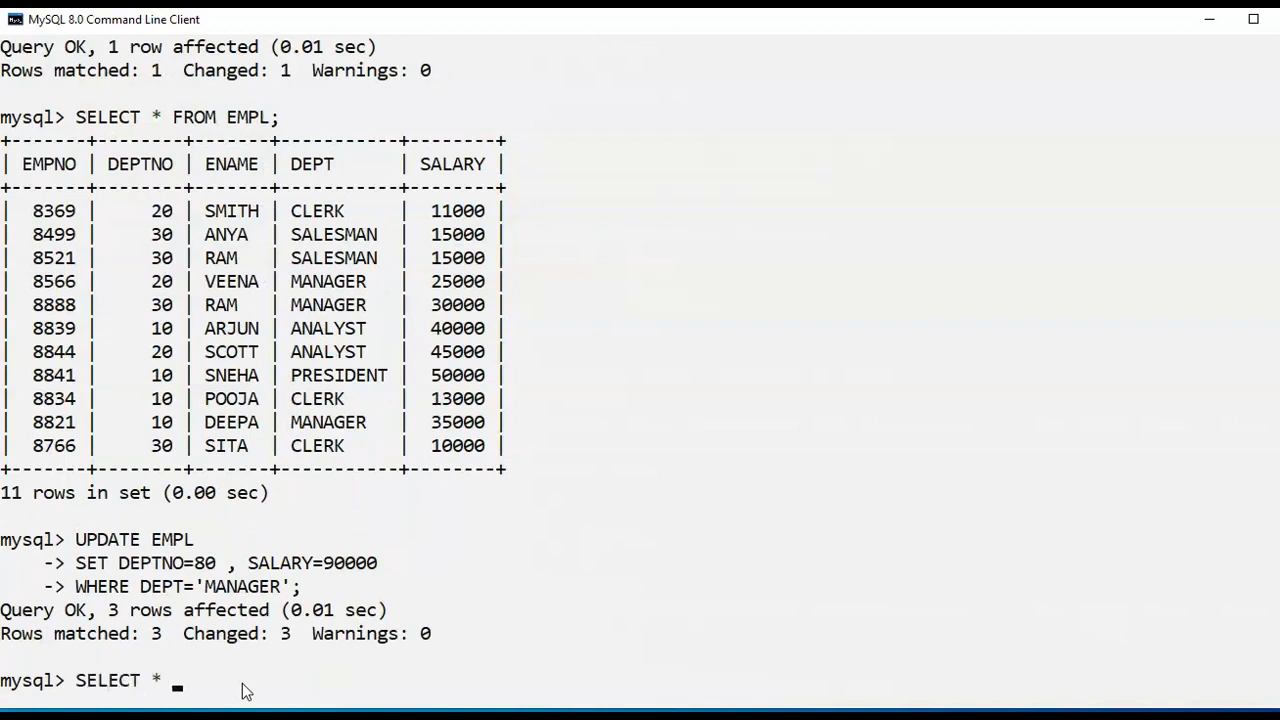 MySQL 8.0 Command Line Client
Query OK, 1 row affected (0.01 sec)
Rows matched: 1  Changed: 1  Warnings: 0
mysql> SELECT * FROM EMPL;
+-------+--------+-------+-----------+--------+
| EMPNO | DEPTNO | ENAME | DEPT      | SALARY |
+-------+--------+-------+-----------+--------+
|  8369 |     20 | SMITH | CLERK     |  11000 |
|  8499 |     30 | ANYA  | SALESMAN  |  15000 |
|  8521 |     30 | RAM   | SALESMAN  |  15000 |
|  8566 |     20 | VEENA | MANAGER   |  25000 |
|  8888 |     30 | RAM   | MANAGER   |  30000 |
|  8839 |     10 | ARJUN | ANALYST   |  40000 |
|  8844 |     20 | SCOTT | ANALYST   |  45000 |
|  8841 |     10 | SNEHA | PRESIDENT |  50000 |
|  8834 |     10 | POOJA | CLERK     |  13000 |
|  8821 |     10 | DEEPA | MANAGER   |  35000 |
|  8766 |     30 | SITA  | CLERK     |  10000 |
+-------+--------+-------+-----------+--------+
11 rows in set (0.00 sec)
mysql> UPDATE EMPL
    -> SET DEPTNO=80 , SALARY=90000
    -> WHERE DEPT='MANAGER';
Query OK, 3 rows affected (0.01 sec)
Rows matched: 3  Changed: 3  Warnings: 0
mysql> SELECT * _